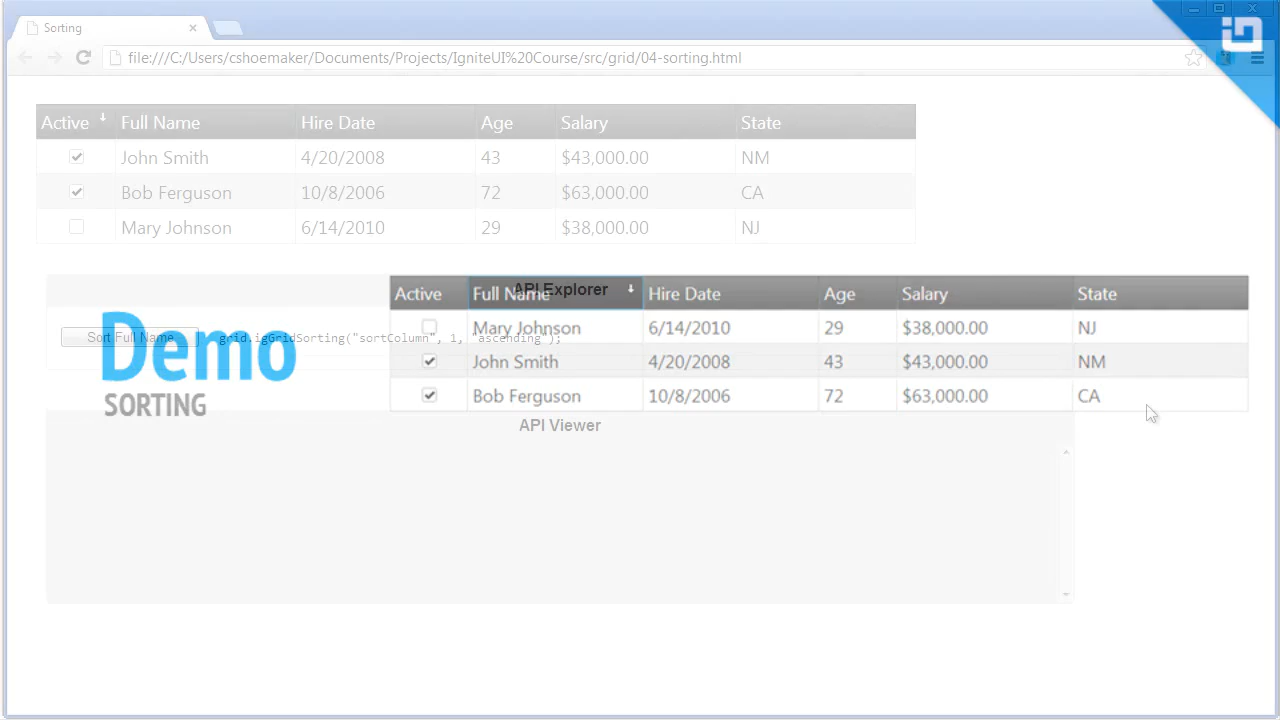 Sorting
file:///C:/Users/cshoemaker/Documents/Projects/IgniteUI%20Course/src/grid/04-sorting.html
Active Full Name Hire Date Age Salary State
John Smith 4/20/2008 43 $43,000.00 NM
Bob Ferguson 10/8/2006 72 $63,000.00 CA
Mary Johnson 6/14/2010 29 $38,000.00 NJ
API Explorer
Active Full Name Hire Date Age Salary State
Mary Johnson 6/14/2010 29 $38,000.00 NJ
Sort Full Name grid.igGridSorting("sortColumn", 1, "ascending");
John Smith 4/20/2008 43 $43,000.00 NM
Bob Ferguson 10/8/2006 72 $63,000.00 CA
Demo
SORTING
API Viewer